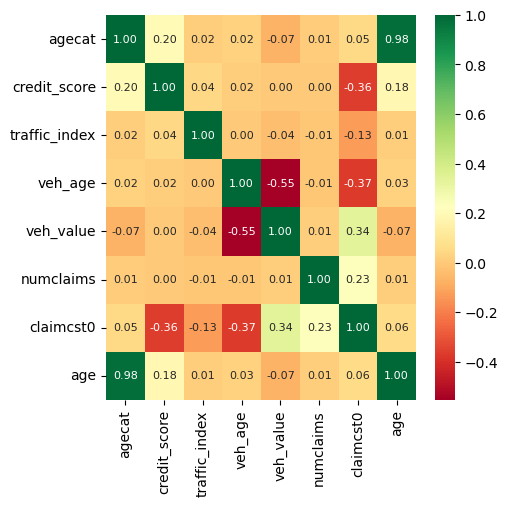 agecat 1.00 0.20 0.02 0.02 -0.07 0.01 0.05 0.98
credit_score 0.20 1.00 0.04 0.02 0.00 0.00 -0.36 0.18
traffic_index 0.02 0.04 1.00 0.00 -0.04 -0.01 -0.13 0.01
veh_age 0.02 0.02 0.00 1.00 -0.55 -0.01 -0.37 0.03
veh_value -0.07 0.00 -0.04 -0.55 1.00 0.01 0.34 -0.07
numclaims 0.01 0.00 -0.01 -0.01 0.01 1.00 0.23 0.01
claimcst0 0.05 -0.36 -0.13 -0.37 0.34 0.23 1.00 0.06
age 0.98 0.18 0.01 0.03 -0.07 0.01 0.06 1.00
agecat
credit_score
traffic_index
veh_age
veh_value
numclaims
claimcst0
age
1.0
0.8
0.6
0.4
0.2
0.0
−0.2
−0.4